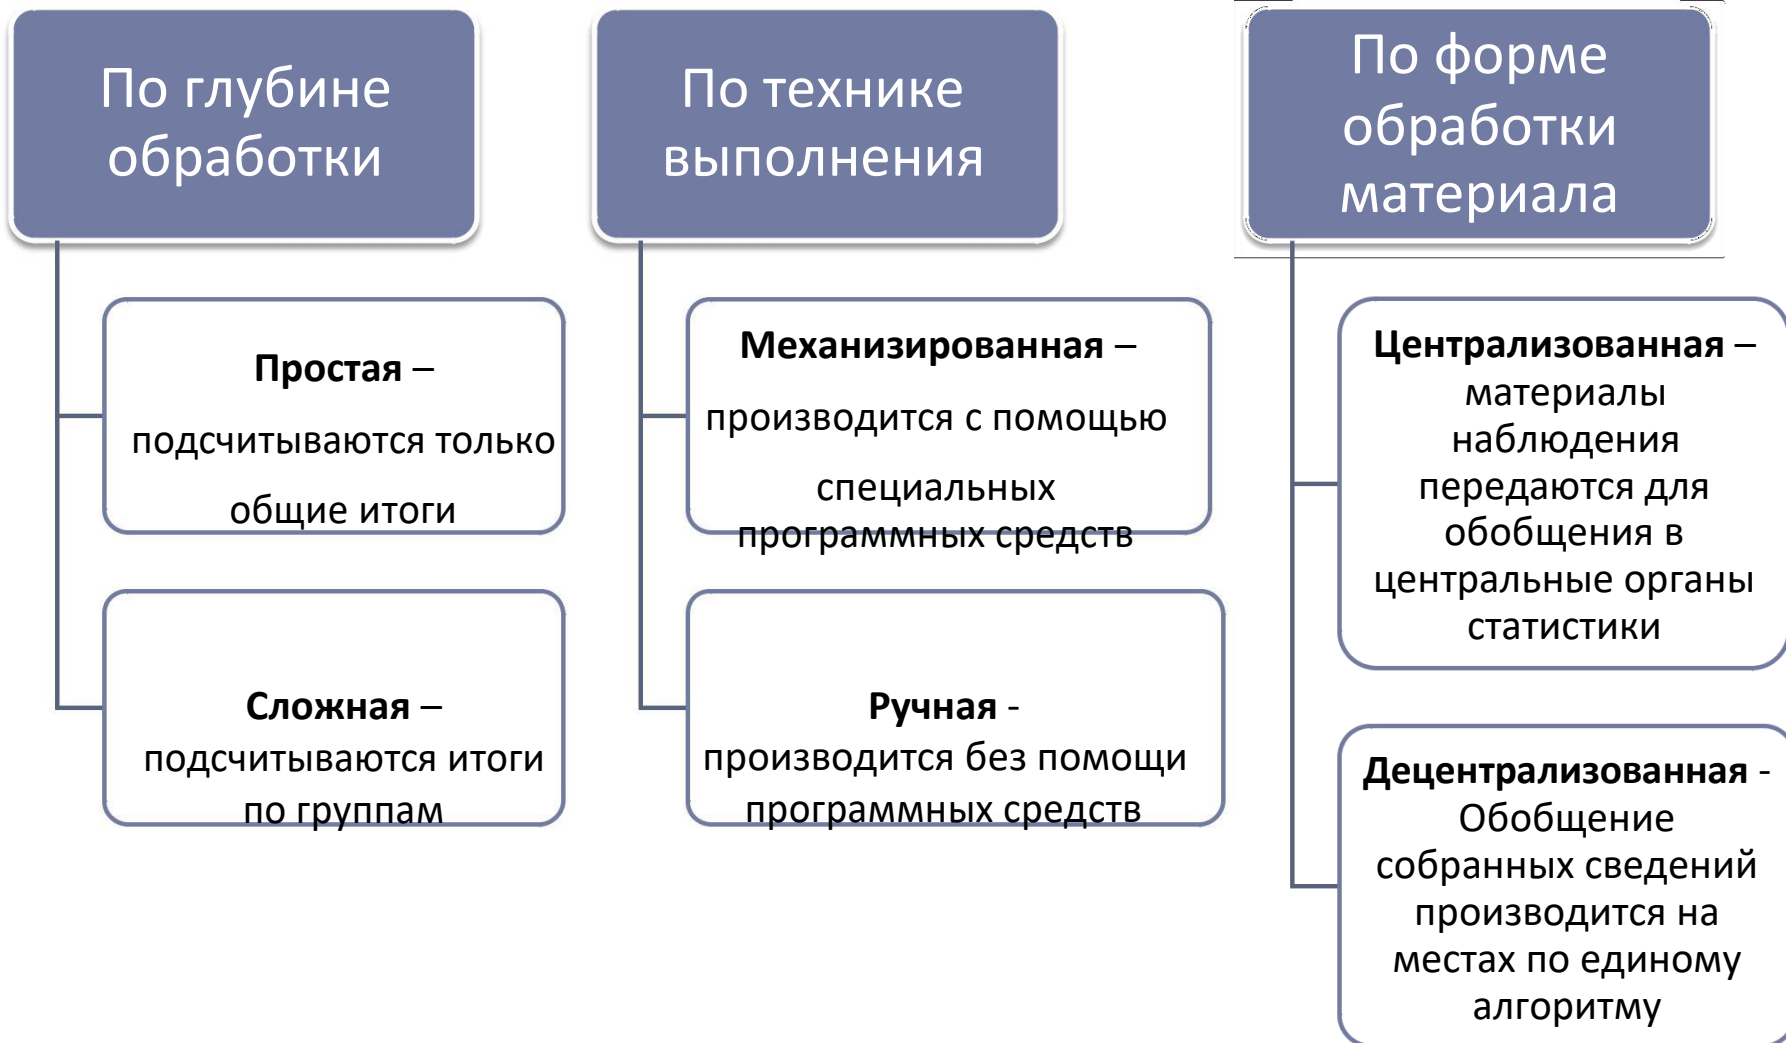 По глубине
обработки
Простая –
подсчитываются только
общие итоги
Сложная –
подсчитываются итоги
по группам
По технике
выполнения
Механизированная –
производится с помощью
специальных
программных средств
Ручная -
производится без помощи
программных средств
По форме
обработки
материала
Централизованная –
материалы
наблюдения
передаются для
обобщения в
центральные органы
статистики
Децентрализованная -
Обобщение
собранных сведений
производится на
местах по единому
алгоритму